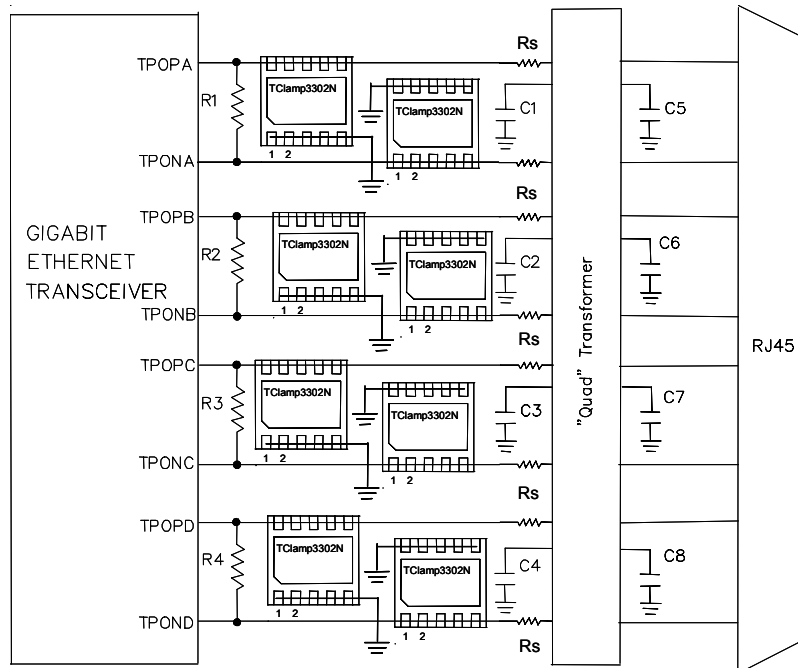 GIGABIT
ETHERNET
TRANSCEIVER
TPOPA
R1
TClamp3302N
1 2
TClamp3302N
1 2
Rs
C1
C5
TPONA
Rs
TPOPB
R2
TClamp3302N
1 2
TClamp3302N
1 2
C2
C6
TPONB
Rs
TPOPC
R3
TClamp3302N
1 2
TClamp3302N
1 2
C3
C7
TPONC
Rs
TPOPD
R4
TClamp3302N
1 2
TClamp3302N
1 2
C4
C8
TPOND
Rs
"Quad" Transformer
RJ45